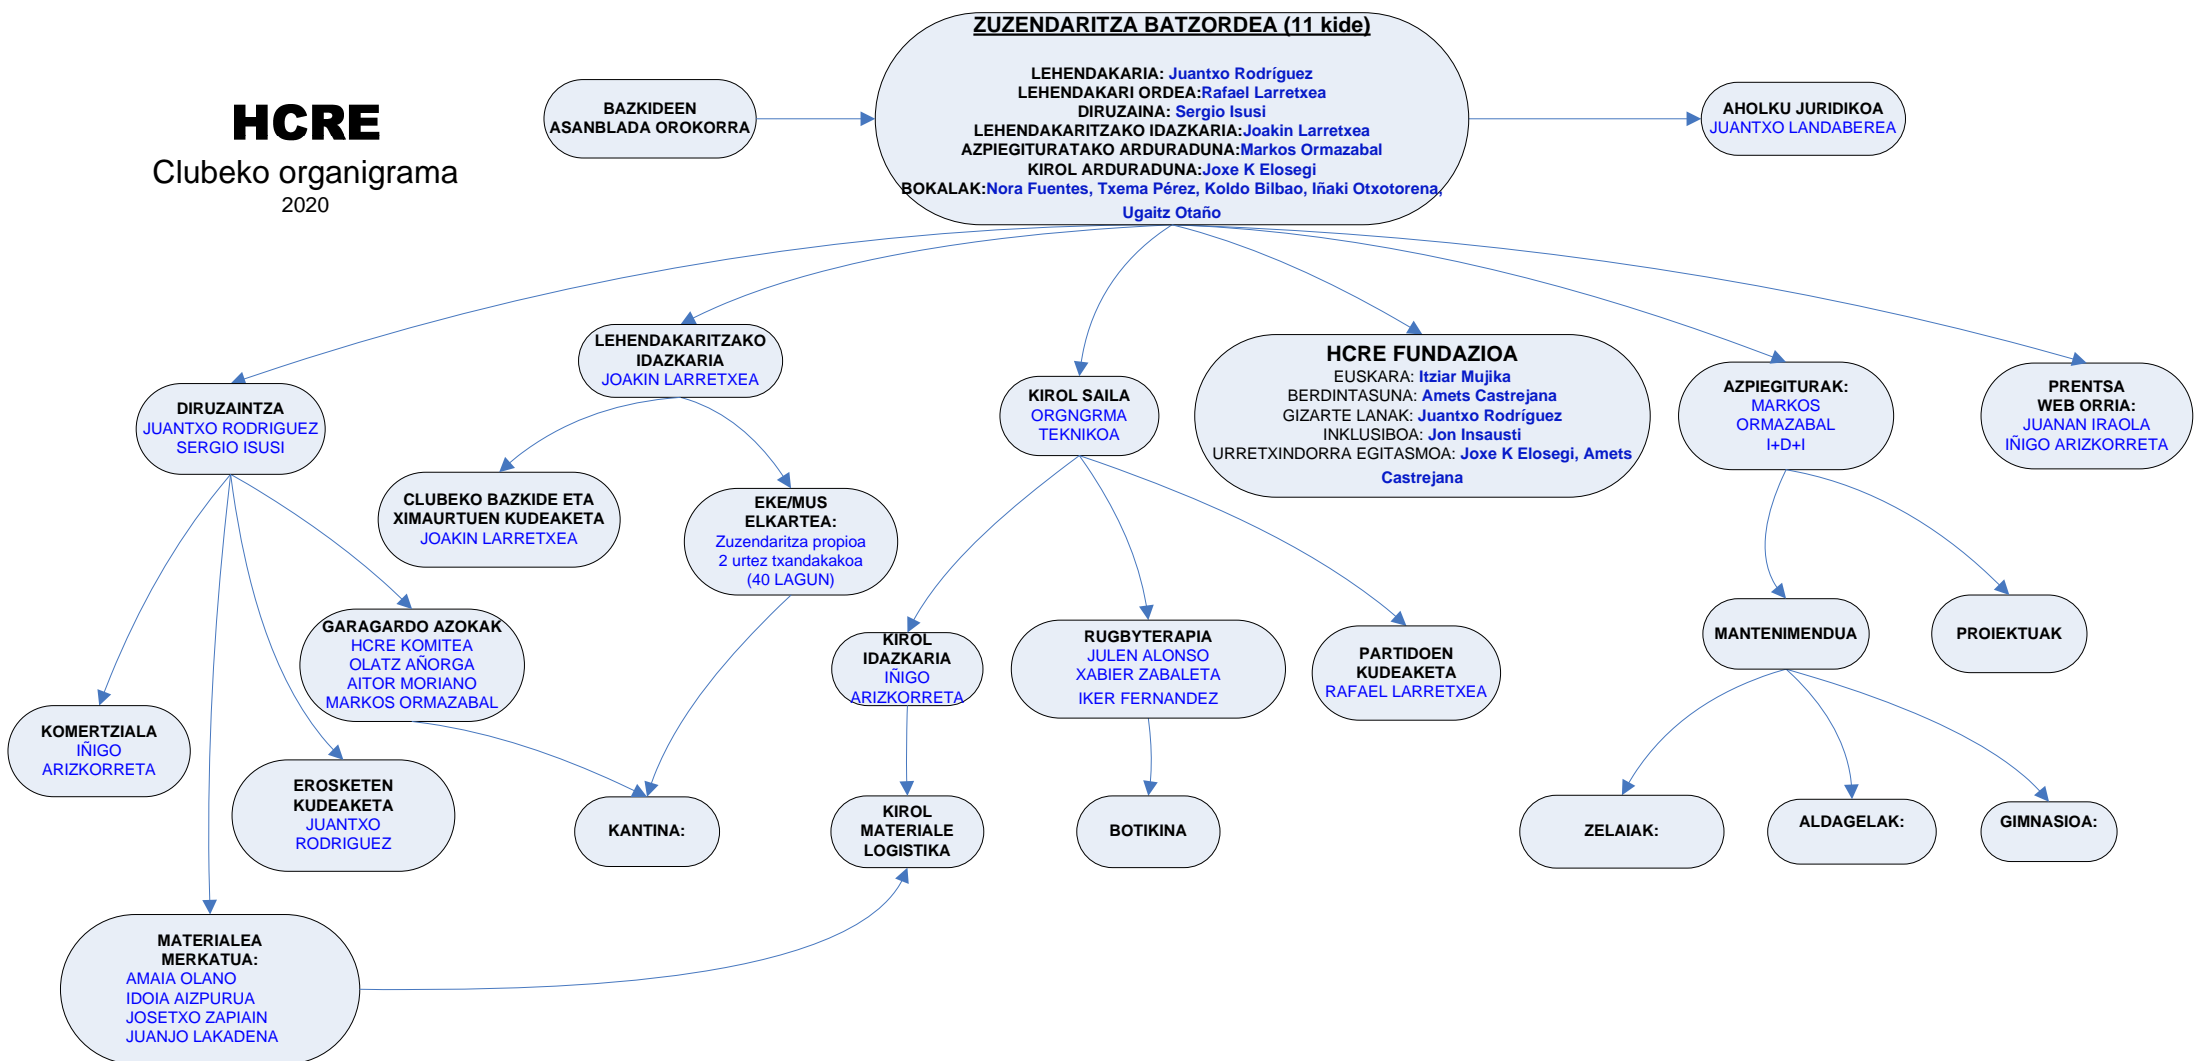 HCRE
Clubeko organigrama
2020
BAZKIDEEN
ASANBLADA OROKORRA
ZUZENDARITZA BATZORDEA (11 kide)
LEHENDAKARIA: Juantxo Rodríguez
LEHENDAKARI ORDEA:Rafael Larretxea
DIRUZAINA: Sergio Isusi
LEHENDAKARITZAKO IDAZKARIA:Joakin Larretxea
AZPIEGITURATAKO ARDURADUNA:Markos Ormazabal
KIROL ARDURADUNA:Joxe K Elosegi
BOKALAK:Nora Fuentes, Txema Pérez, Koldo Bilbao, Iñaki Otxotorena,
Ugaitz Otaño
AHOLKU JURIDIKOA
JUANTXO LANDABEREA
DIRUZAINTZA
JUANTXO RODRIGUEZ
SERGIO ISUSI
LEHENDAKARITZAKO
IDAZKARIA
JOAKIN LARRETXEA
KIROL SAILA
ORGNGRMA
TEKNIKOA
HCRE FUNDAZIOA
EUSKARA: Itziar Mujika
BERDINTASUNA: Amets Castrejana
GIZARTE LANAK: Juantxo Rodríguez
INKLUSIBOA: Jon Insausti
URRETXINDORRA EGITASMOA: Joxe K Elosegi, Amets
Castrejana
AZPIEGITURAK:
MARKOS
ORMAZABAL
I+D+I
PRENTSA
WEB ORRIA:
JUANAN IRAOLA
IÑIGO ARIZKORRETA
CLUBEKO BAZKIDE ETA
XIMAURTUEN KUDEAKETA
JOAKIN LARRETXEA
EKE/MUS
ELKARTEA:
Zuzendaritza propioa
2 urtez txandakakoa
(40 LAGUN)
GARAGARDO AZOKAK
HCRE KOMITEA
OLATZ AÑORGA
AITOR MORIANO
MARKOS ORMAZABAL
KIROL
IDAZKARIA
IÑIGO
ARIZKORRETA
RUGBYTERAPIA
JULEN ALONSO
XABIER ZABALETA
IKER FERNANDEZ
PARTIDOEN
KUDEAKETA
RAFAEL LARRETXEA
MANTENIMENDUA
PROIEKTUAK
KOMERTZIALA
IÑIGO
ARIZKORRETA
EROSKETEN
KUDEAKETA
JUANTXO
RODRIGUEZ
KANTINA:
KIROL
MATERIALE
LOGISTIKA
BOTIKINA
ZELAIAK:
ALDAGELAK:
GIMNASIOA:
MATERIALEA
MERKATUA:
AMAIA OLANO
IDOIA AIZPURUA
JOSETXO ZAPIAIN
JUANJO LAKADENA